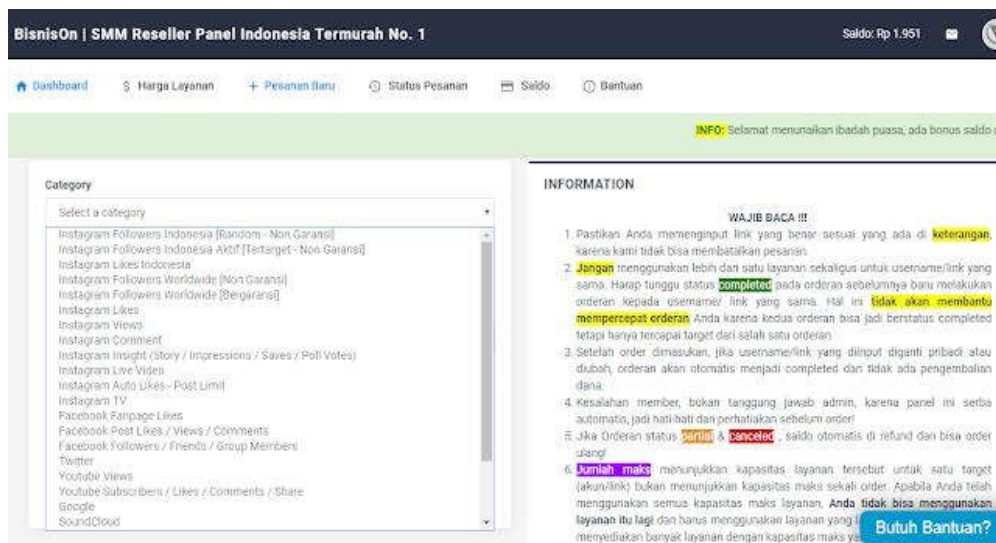 BisnisOn | SMM Reseller Panel Indonesia Termurah No. 1
Saldo: Rp 1.951
Dashboard
$ Harga Layanan
+ Pesanan Baru
Status Pesanan
Saldo
Bantuan
INFO: Selamat menunaikan ibadah puasa, ada bonus saldo
Category
Select a category
Instagram Followers Indonesia [Random - Non Garansi]
Instagram Followers Indonesia Aktif [Tertarget - Non Garansi]
Instagram Likes Indonesia
Instagram Followers Worldwide [Non Garansi]
Instagram Followers Worldwide [Bergaransi]
Instagram Likes
Instagram Views
Instagram Comment
Instagram Insight (Story / Impressions / Saves / Poll Votes)
Instagram Live Video
Instagram Auto Likes - Post Limit
Instagram TV
Facebook Fanpage Likes
Facebook Post Likes / Views / Comments
Facebook Followers / Friends / Group Members
Twitter
Youtube Views
Youtube Subscribers / Likes / Comments / Share
Google
SoundCloud
INFORMATION
WAJIB BACA !!!
1. Pastikan Anda memenginput link yang benar sesuai yang ada di keterangan,
karena kami tidak bisa membatalkan pesanan.
2. Jangan menggunakan lebih dari satu layanan sekaligus untuk username/link yang
sama. Harap tunggu status completed pada orderan sebelumnya baru melakukan
orderan kepada username/ link yang sama. Hal ini tidak akan membantu
mempercepat orderan Anda karena kedua orderan bisa jadi berstatus completed
tetapi hanya tercapai target dari salah satu orderan.
3. Setelah order dimasukan, jika username/link yang diinput diganti pribadi atau
diubah, orderan akan otomatis menjadi completed dan tidak ada pengembalian
dana.
4. Kesalahan member, bukan tanggung jawab admin, karena panel ini serba
automatis, jadi hati-hati dan perhatiakan sebelum order!
5. Jika Orderan status partial & canceled , saldo otomatis di refund dan bisa order
ulang!
6. Jumlah maks menunjukkan kapasitas layanan tersebut untuk satu target
(akun/link) bukan menunjukkan kapasitas maks sekali order. Apabila Anda telah
menggunakan semua kapasitas maks layanan, Anda tidak bisa menggunakan
layanan itu lagi dan harus menggunakan layanan yang
menyediakan banyak layanan dengan kapasitas maks
Butuh Bantuan?